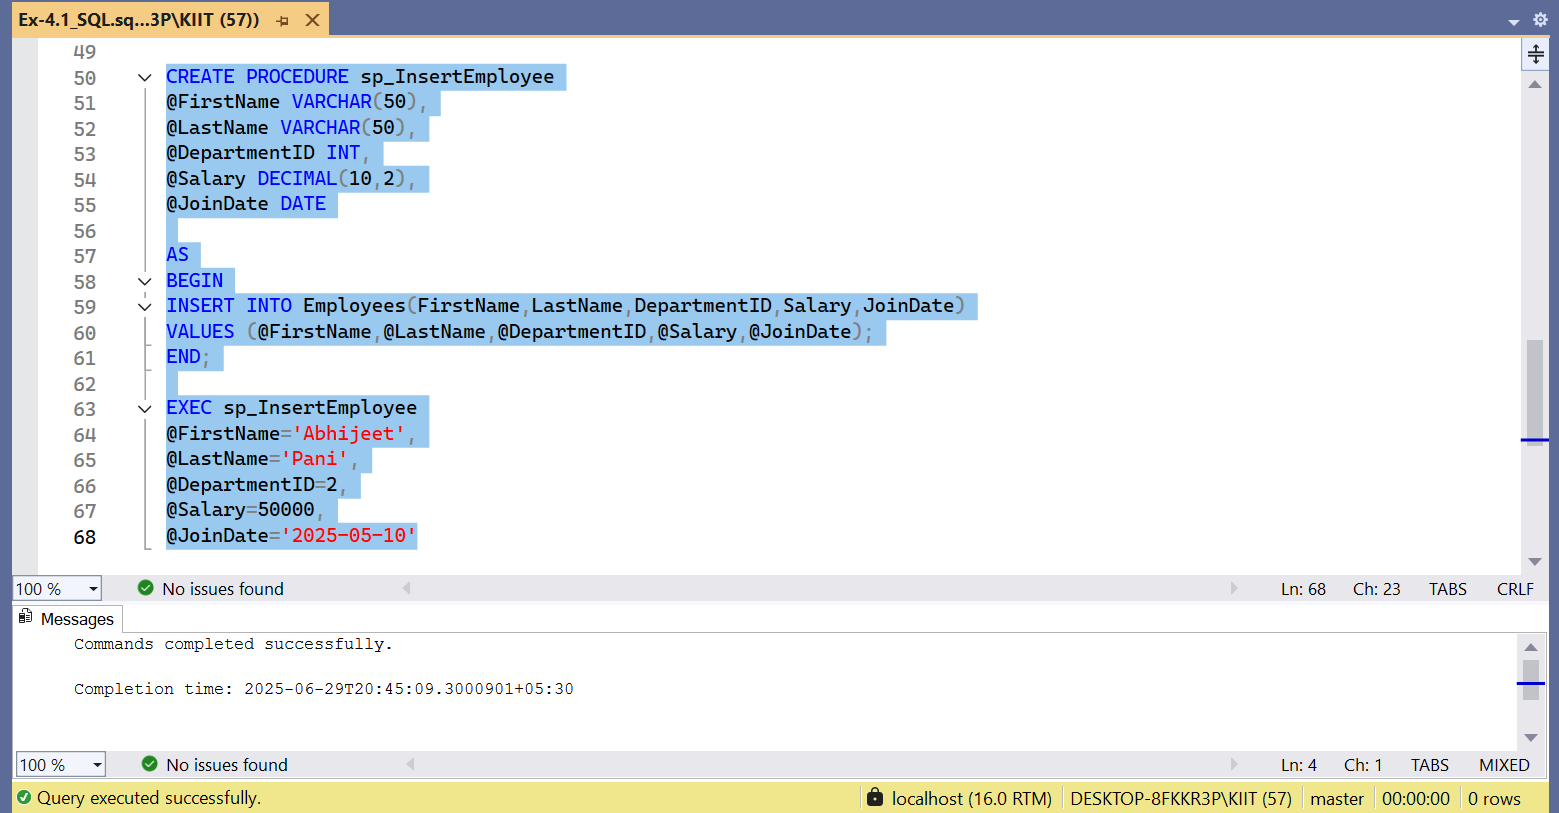 Ex-4.1_SQL.sq...3P\KIIT (57))
49
50 CREATE PROCEDURE sp_InsertEmployee
51 @FirstName VARCHAR(50),
52 @LastName VARCHAR(50),
53 @DepartmentID INT,
54 @Salary DECIMAL(10,2),
55 @JoinDate DATE
56
57 AS
58 BEGIN
59 INSERT INTO Employees(FirstName,LastName,DepartmentID,Salary,JoinDate)
60 VALUES (@FirstName,@LastName,@DepartmentID,@Salary,@JoinDate);
61 END;
62
63 EXEC sp_InsertEmployee
64 @FirstName='Abhijeet',
65 @LastName='Pani',
66 @DepartmentID=2,
67 @Salary=50000,
68 @JoinDate='2025-05-10'
100 % No issues found Ln: 68 Ch: 23 TABS CRLF
Messages
Commands completed successfully.
Completion time: 2025-06-29T20:45:09.3000901+05:30
100 % No issues found Ln: 4 Ch: 1 TABS MIXED
Query executed successfully. localhost (16.0 RTM) DESKTOP-8FKKR3P\KIIT (57) master 00:00:00 0 rows